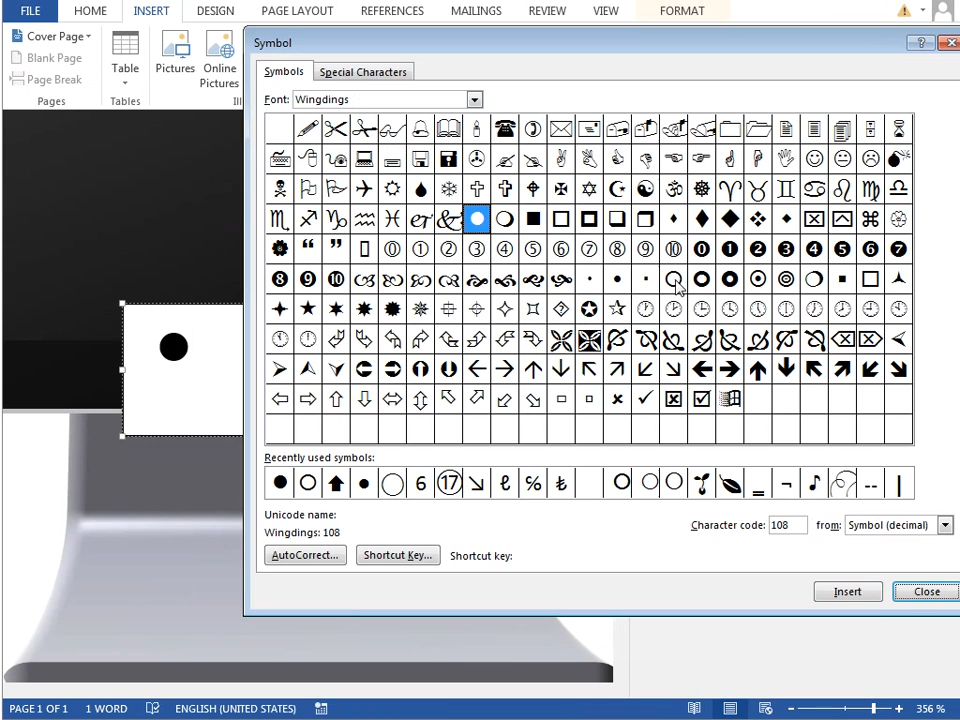 FILE HOME INSERT DESIGN PAGE LAYOUT REFERENCES MAILINGS REVIEW VIEW FORMAT
Cover Page
Blank Page
Page Break
Pages
Table
Tables
Pictures
Online
Pictures
Symbol
Symbols Special Characters
Font: Wingdings
Recently used symbols:
6 17 ℓ ℅ ₺ ¬ ♪ -- |
Unicode name:
Wingdings: 108
Character code: 108 from: Symbol (decimal)
AutoCorrect... Shortcut Key... Shortcut key:
Insert Close
PAGE 1 OF 1 1 WORD ENGLISH (UNITED STATES) 356 %